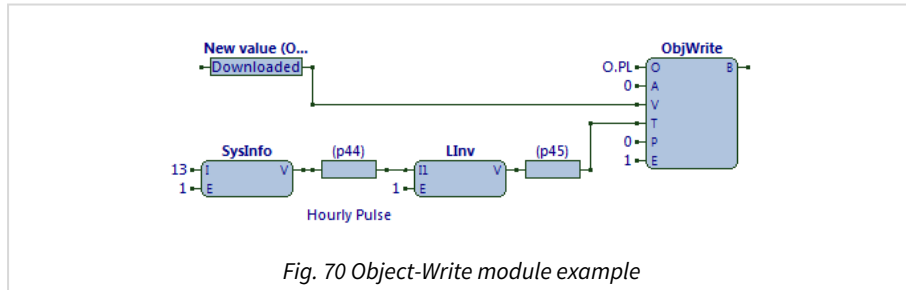 New value (O...
Downloaded
ObjWrite
O.PL O B
0 A
V
T
0 P
1 E
SysInfo
13 I V
1 E
(p44)
LInv
I1 V
1 E
(p45)
Hourly Pulse
Fig. 70 Object-Write module example